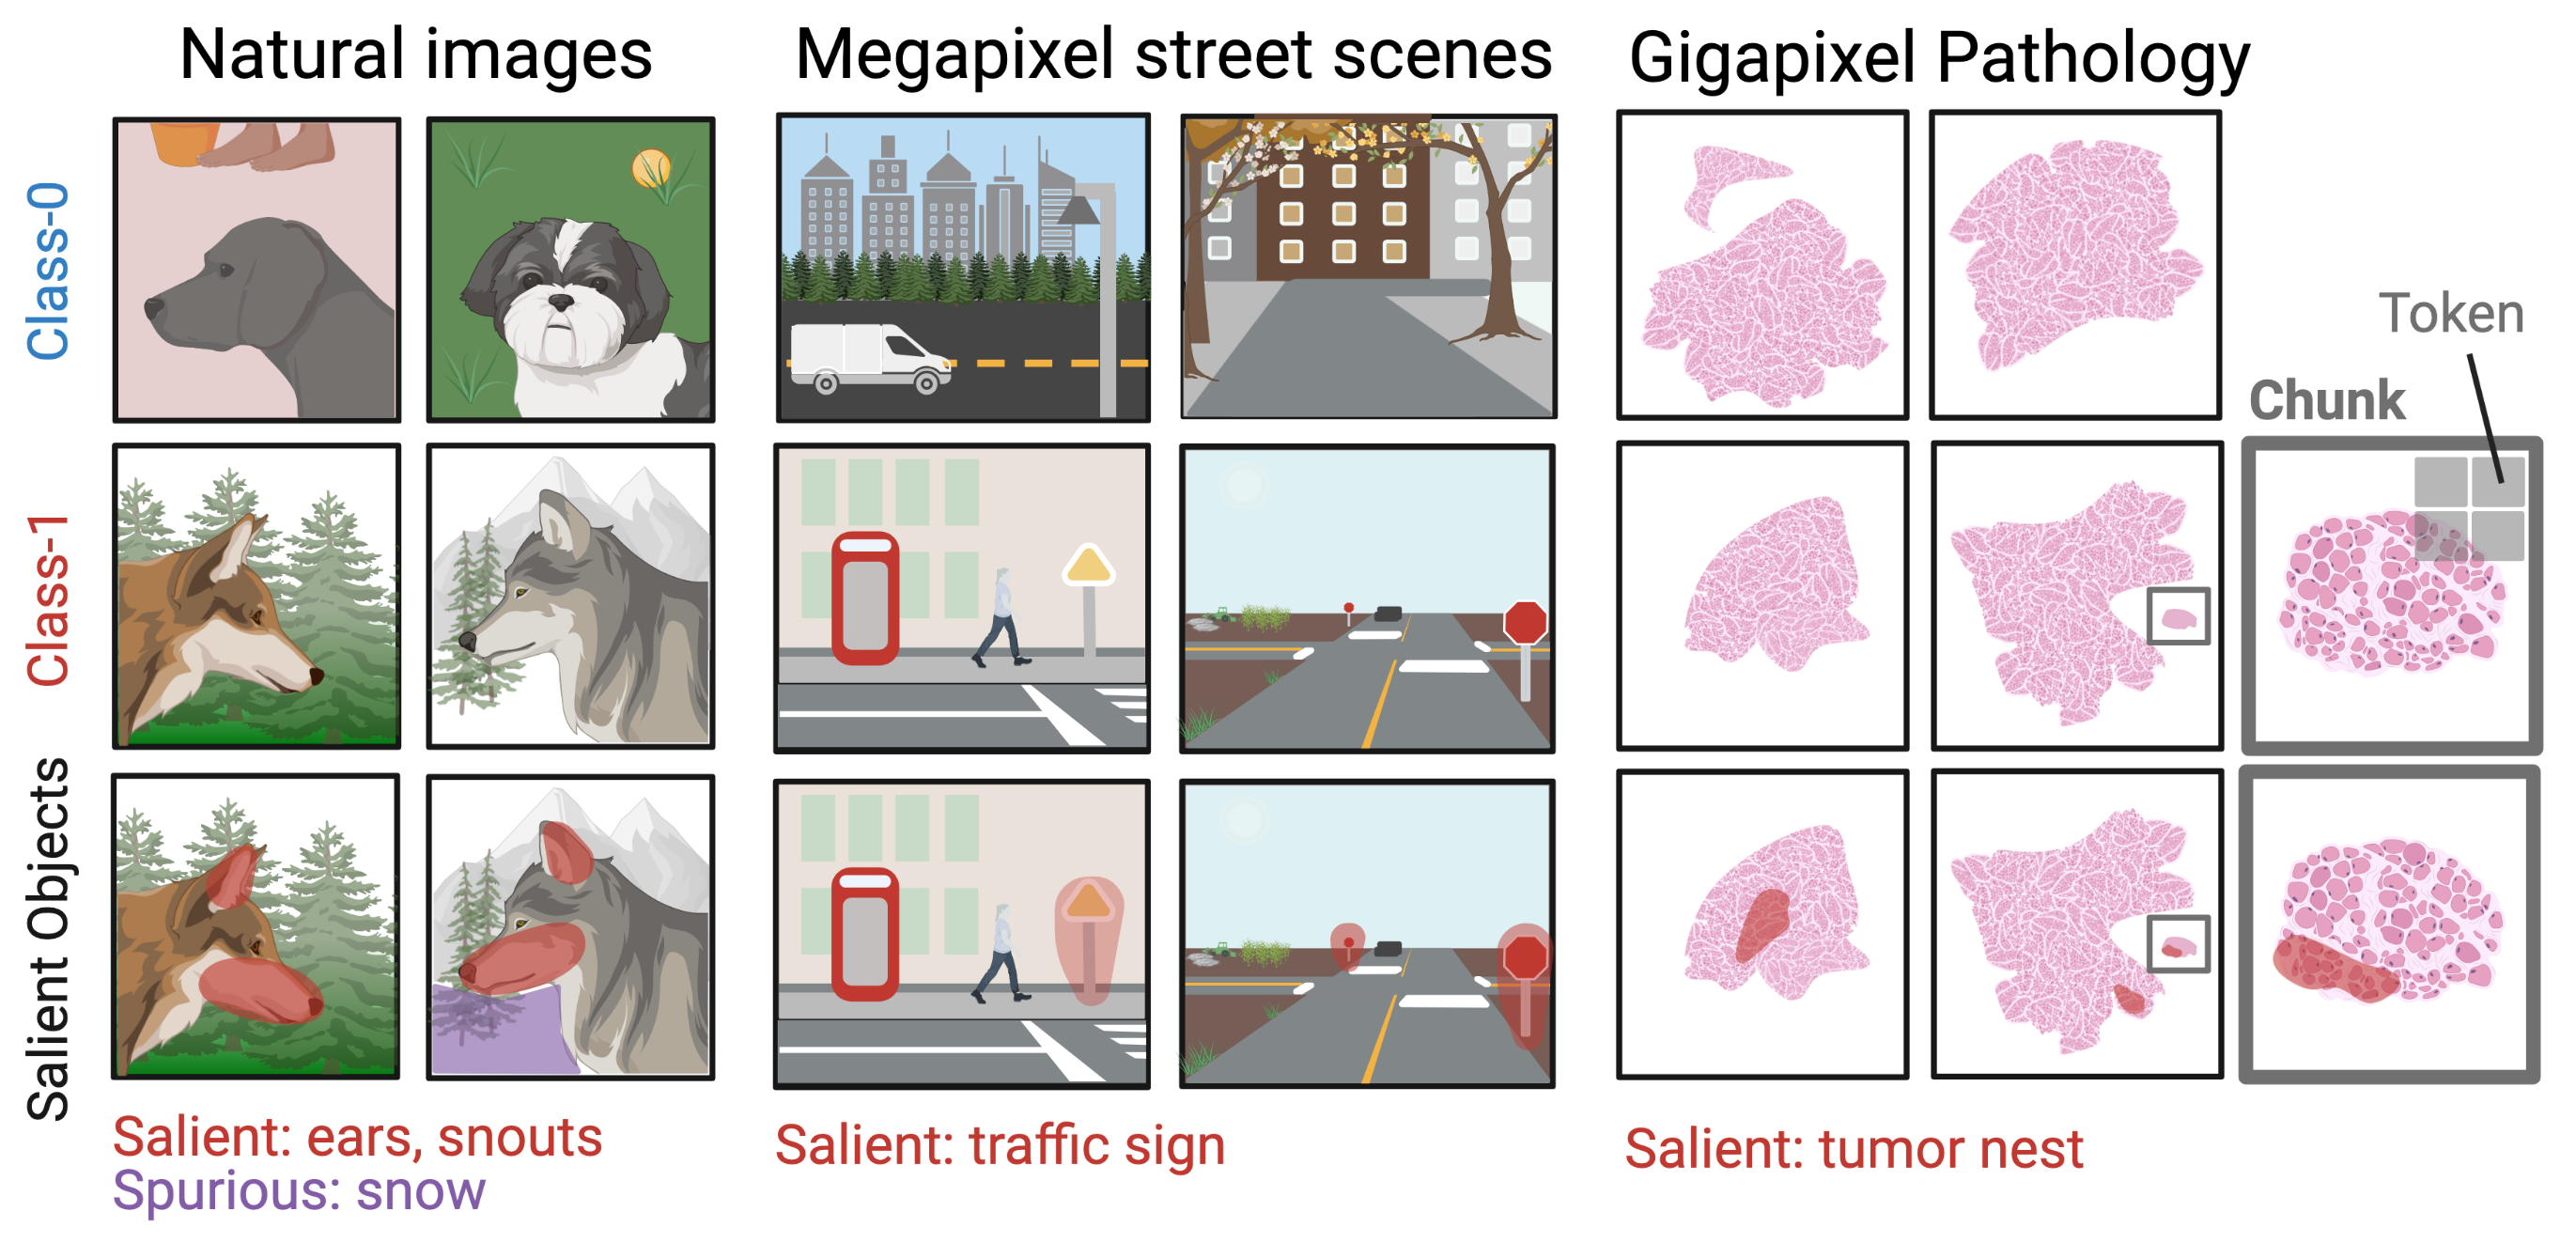 Natural images
Megapixel street scenes
Gigapixel Pathology
Class-0
Token
Chunk
Class-1
Salient Objects
Salient: ears, snouts
Spurious: snow
Salient: traffic sign
Salient: tumor nest